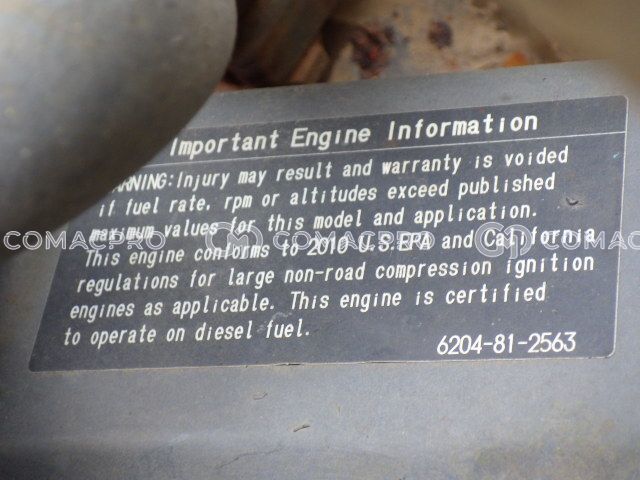 Important Engine Information
WARNING:Injury may result and warranty is voided
if fuel rate, rpm or altitudes exceed published
maximum values for this model and application.
This engine conforms to 2010 U.S.EPA and California
regulations for large non-road compression ignition
engines as applicable. This engine is certified
to operate on diesel fuel.
6204-81-2563
COMACPRO
COMACPRO
COMACPRO